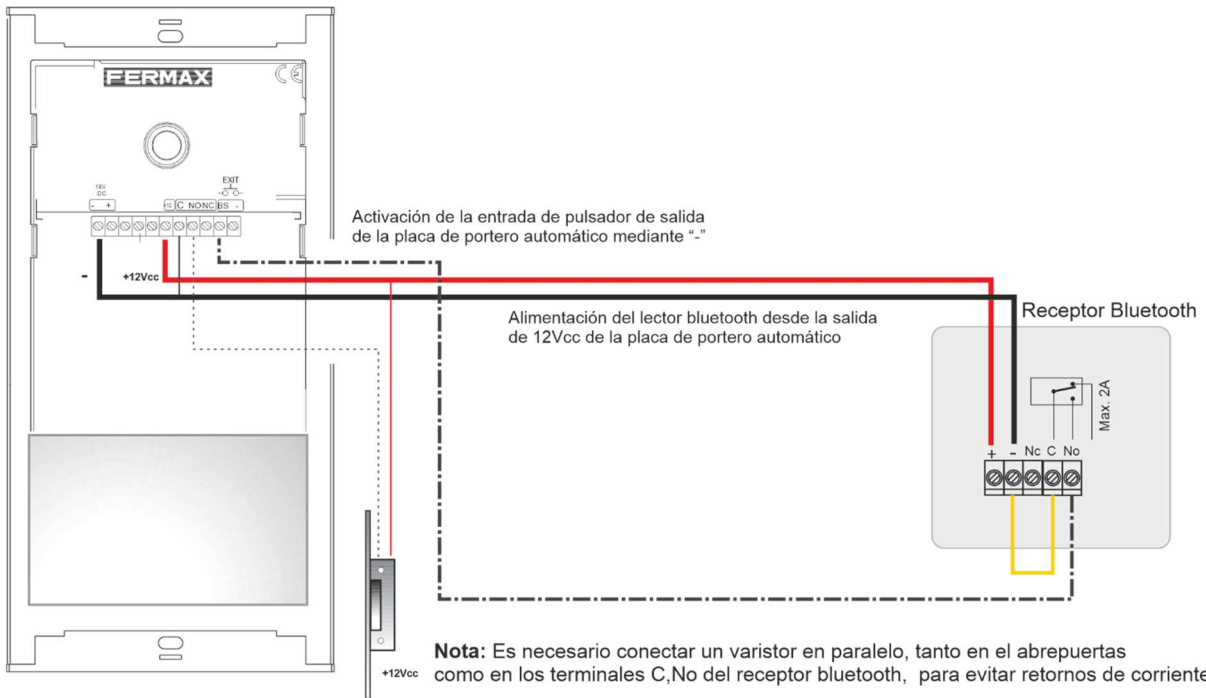 FERMAX
CE
18V
DC
- +
+12 C NO NC BS -
EXIT
Activación de la entrada de pulsador de salida
de la placa de portero automático mediante “-”
-
+12Vcc
Alimentación del lector bluetooth desde la salida
de 12Vcc de la placa de portero automático
Receptor Bluetooth
Max. 2A
+ - Nc C No
+12Vcc
Nota: Es necesario conectar un varistor en paralelo, tanto en el abrepuertas
como en los terminales C,No del receptor bluetooth, para evitar retornos de corriente